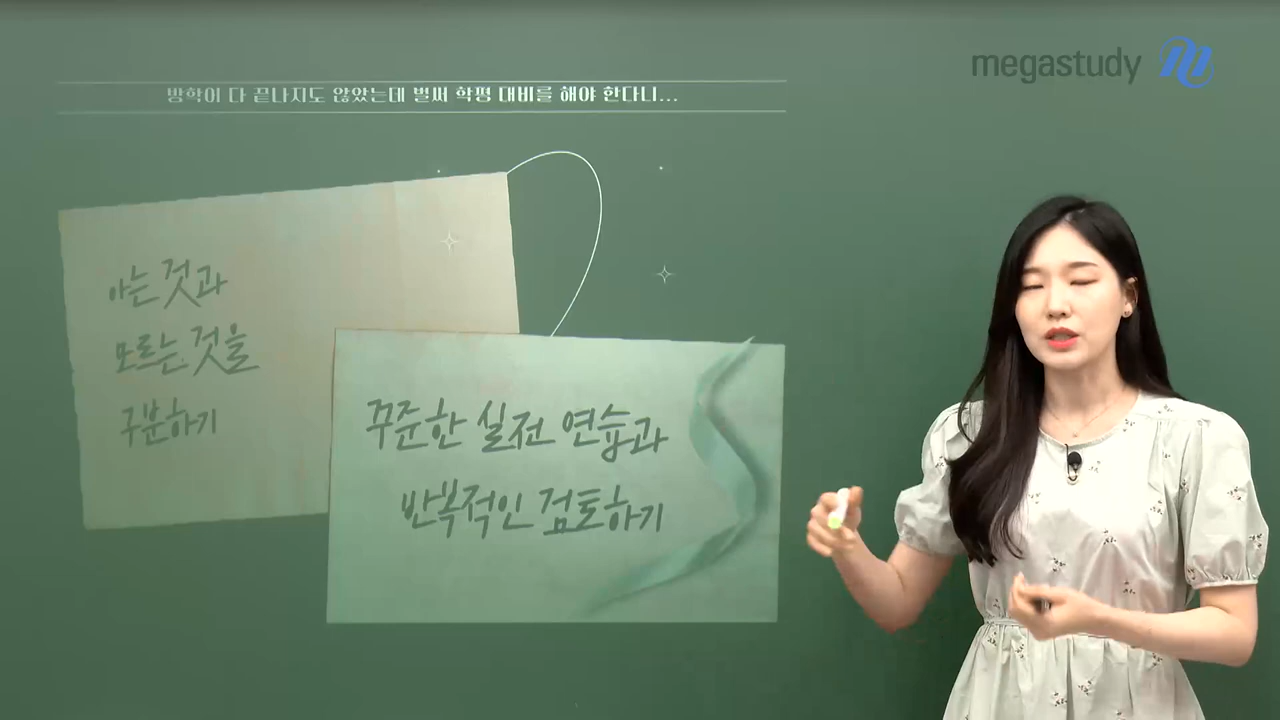 megastudy
방학이 다 끝나지도 않았는데 벌써 학평 대비를 해야 한다니...
아는 것과
모르는 것을
구분하기
꾸준한 실전 연습과
반복적인 검토하기